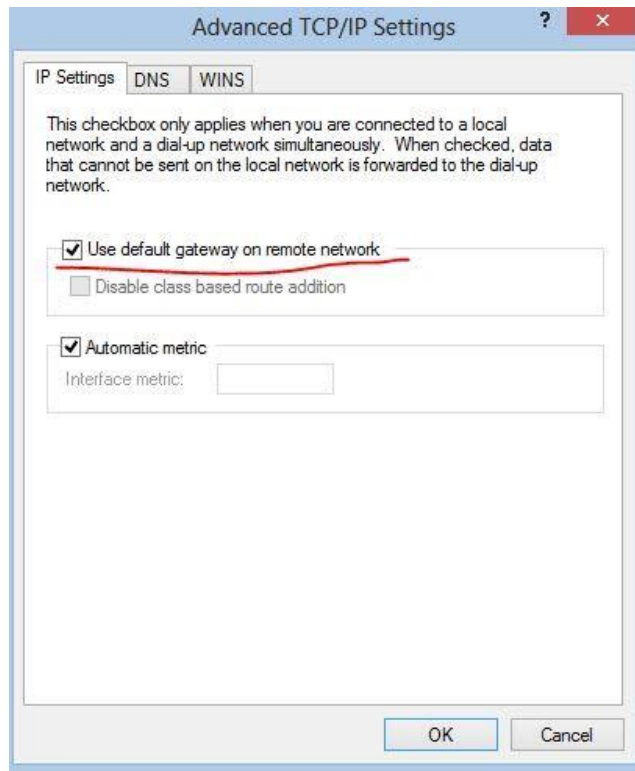 Advanced TCP/IP Settings
?
IP Settings DNS WINS
This checkbox only applies when you are connected to a local
network and a dial-up network simultaneously. When checked, data
that cannot be sent on the local network is forwarded to the dial-up
network.
Use default gateway on remote network
Disable class based route addition
Automatic metric
Interface metric:
OK Cancel